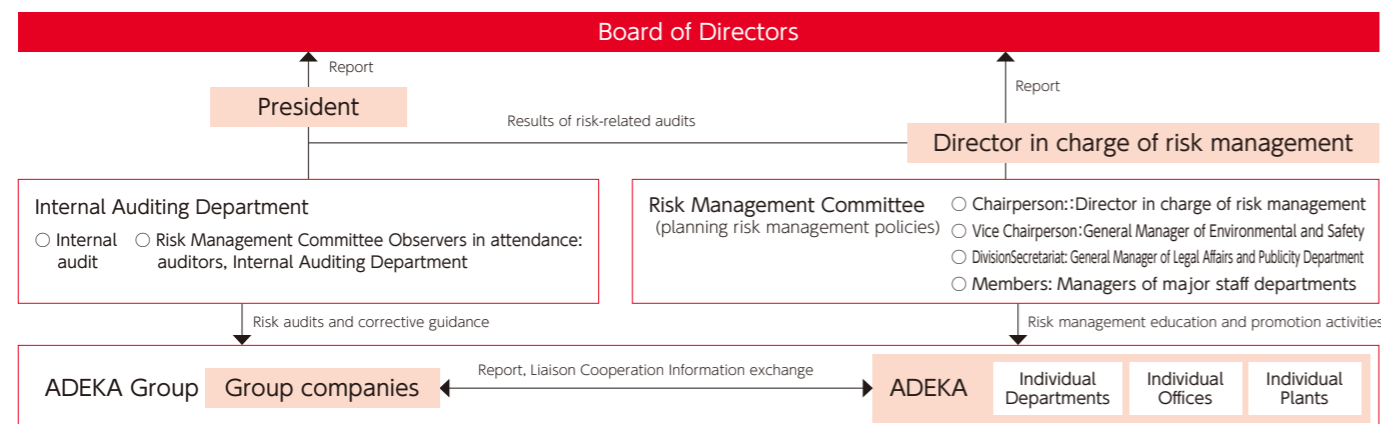 Board of Directors
Report
Report
President
Results of risk-related audits
Director in charge of risk management
Internal Auditing Department
○ Internal audit
○ Risk Management Committee Observers in attendance:
auditors, Internal Auditing Department
Risk Management Committee
(planning risk management policies)
○ Chairperson::Director in charge of risk management
○ Vice Chairperson:General Manager of Environmental and Safety
○ DivisionSecretariat: General Manager of Legal Affairs and Publicity Department
○ Members: Managers of major staff departments
Risk audits and corrective guidance
Risk management education and promotion activities
ADEKA Group
Group companies
Report, Liaison Cooperation Information exchange
ADEKA
Individual
Departments
Individual
Offices
Individual
Plants